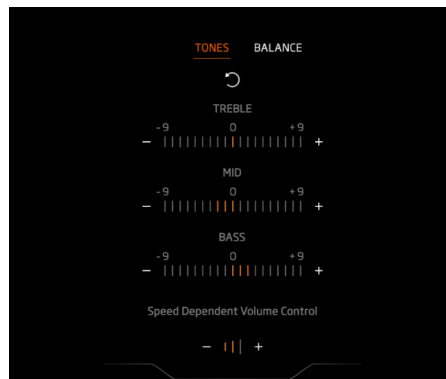 TONES BALANCE
TREBLE
-9 0 +9
− +
MID
-9 0 +9
− +
BASS
-9 0 +9
− +
Speed Dependent Volume Control
− +